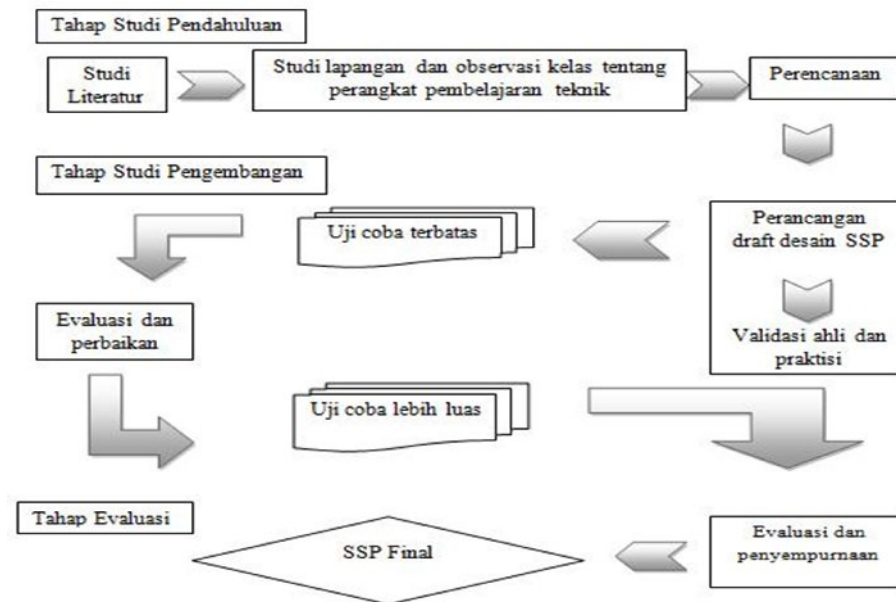 Tahap Studi Pendahuluan
Studi
Literatur
Studi lapangan dan observasi kelas tentang
perangkat pembelajaran teknik
Perencanaan
Tahap Studi Pengembangan
Perancangan
draft desain SSP
Validasi ahli dan
praktisi
Uji coba terbatas
Evaluasi dan
perbaikan
Uji coba lebih luas
Tahap Evaluasi
Evaluasi dan
penyempurnaan
SSP Final